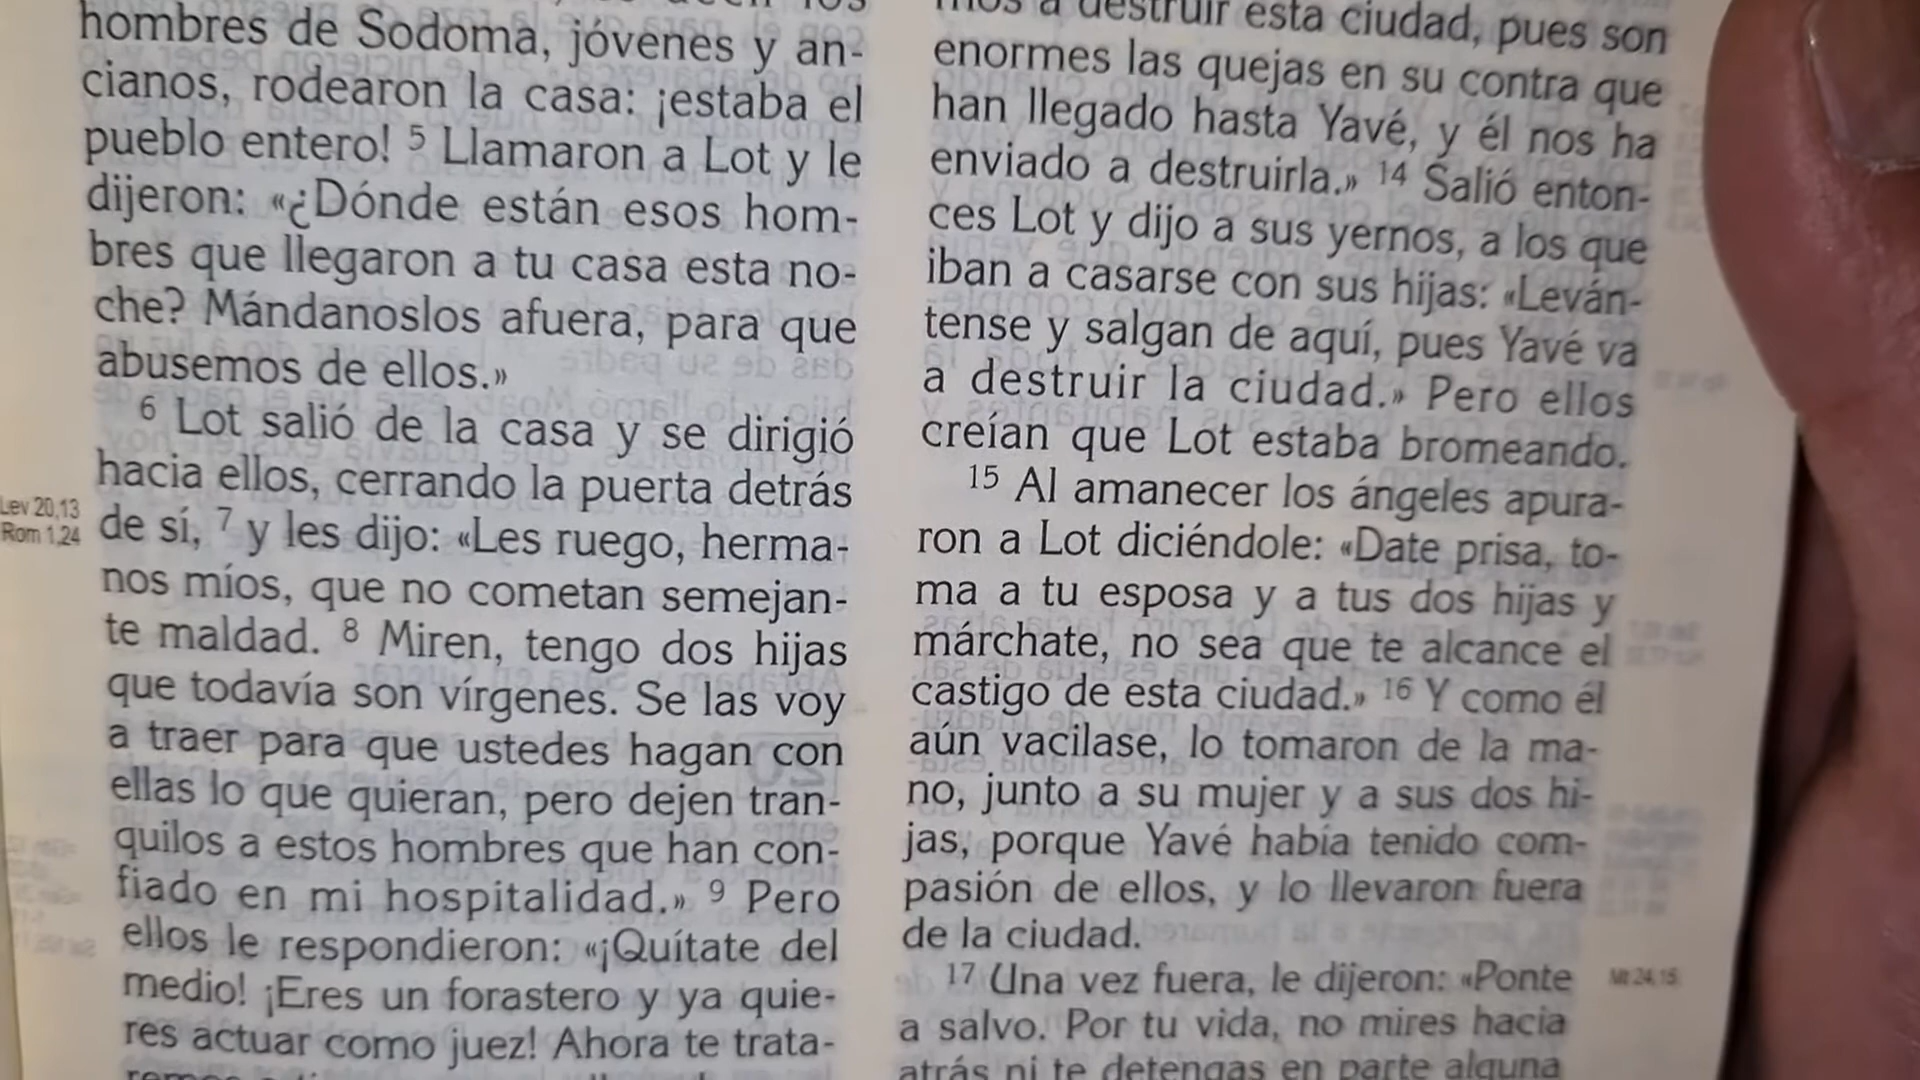 hombres de Sodoma, jóvenes y an-
cianos, rodearon la casa: ¡estaba el
pueblo entero! 5 Llamaron a Lot y le
dijeron: «¿Dónde están esos hom-
bres que llegaron a tu casa esta no-
che? Mándanoslos afuera, para que
abusemos de ellos.»
6 Lot salió de la casa y se dirigió
hacia ellos, cerrando la puerta detrás
Lev 20,13
Rom 1,24
de sí, 7 y les dijo: «Les ruego, herma-
nos míos, que no cometan semejan-
te maldad. 8 Miren, tengo dos hijas
que todavía son vírgenes. Se las voy
a traer para que ustedes hagan con
ellas lo que quieran, pero dejen tran-
quilos a estos hombres que han con-
fiado en mi hospitalidad.» 9 Pero
ellos le respondieron: «¡Quítate del
medio! ¡Eres un forastero y ya quie-
res actuar como juez! Ahora te trata-
mos a destruir esta ciudad, pues son
enormes las quejas en su contra que
han llegado hasta Yavé, y él nos ha
enviado a destruirla.» 14 Salió enton-
ces Lot y dijo a sus yernos, a los que
iban a casarse con sus hijas: «Leván-
tense y salgan de aquí, pues Yavé va
a destruir la ciudad.» Pero ellos
creían que Lot estaba bromeando.
15 Al amanecer los ángeles apura-
ron a Lot diciéndole: «Date prisa, to-
ma a tu esposa y a tus dos hijas y
márchate, no sea que te alcance el
castigo de esta ciudad.» 16 Y como él
aún vacilase, lo tomaron de la ma-
no, junto a su mujer y a sus dos hi-
jas, porque Yavé había tenido com-
pasión de ellos, y lo llevaron fuera
de la ciudad.
17 Una vez fuera, le dijeron: «Ponte
Mt 24,15
a salvo. Por tu vida, no mires hacia
atrás ni te detengas en parte alguna